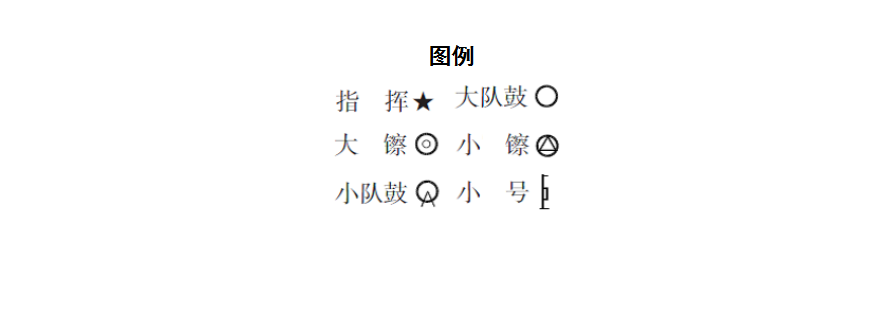 图例
指 挥 大队鼓
大 镲 小 镲
小队鼓 小 号